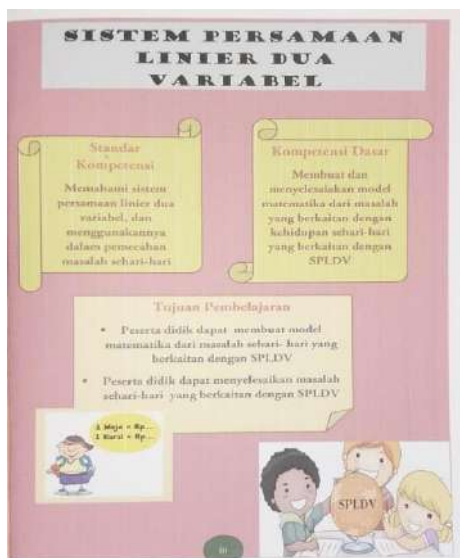 SISTEM PERSAMAAN
LINIER DUA
VARIABEL
Standar
Kompetensi
Memahami sistem
persamaan linier dua
variabel, dan
menggunakannya
dalam pemecahan
masalah sehari-hari
Kompetensi Dasar
Membuat dan
menyelesaiakan model
matematika dari masalah
yang berkaitan dengan
kehidupan sehari-hari
yang berkaitan dengan
SPLDV
Tujuan Pembelajaran
• Peserta didik dapat membuat model
matematika dari masalah sehari- hari yang
berkaitan dengan SPLDV
• Peserta didik dapat menyelesaikan masalah
sehari-hari yang berkaitan dengan SPLDV
1 Meja = Rp...
1 Kursi = Rp...
SPLDV